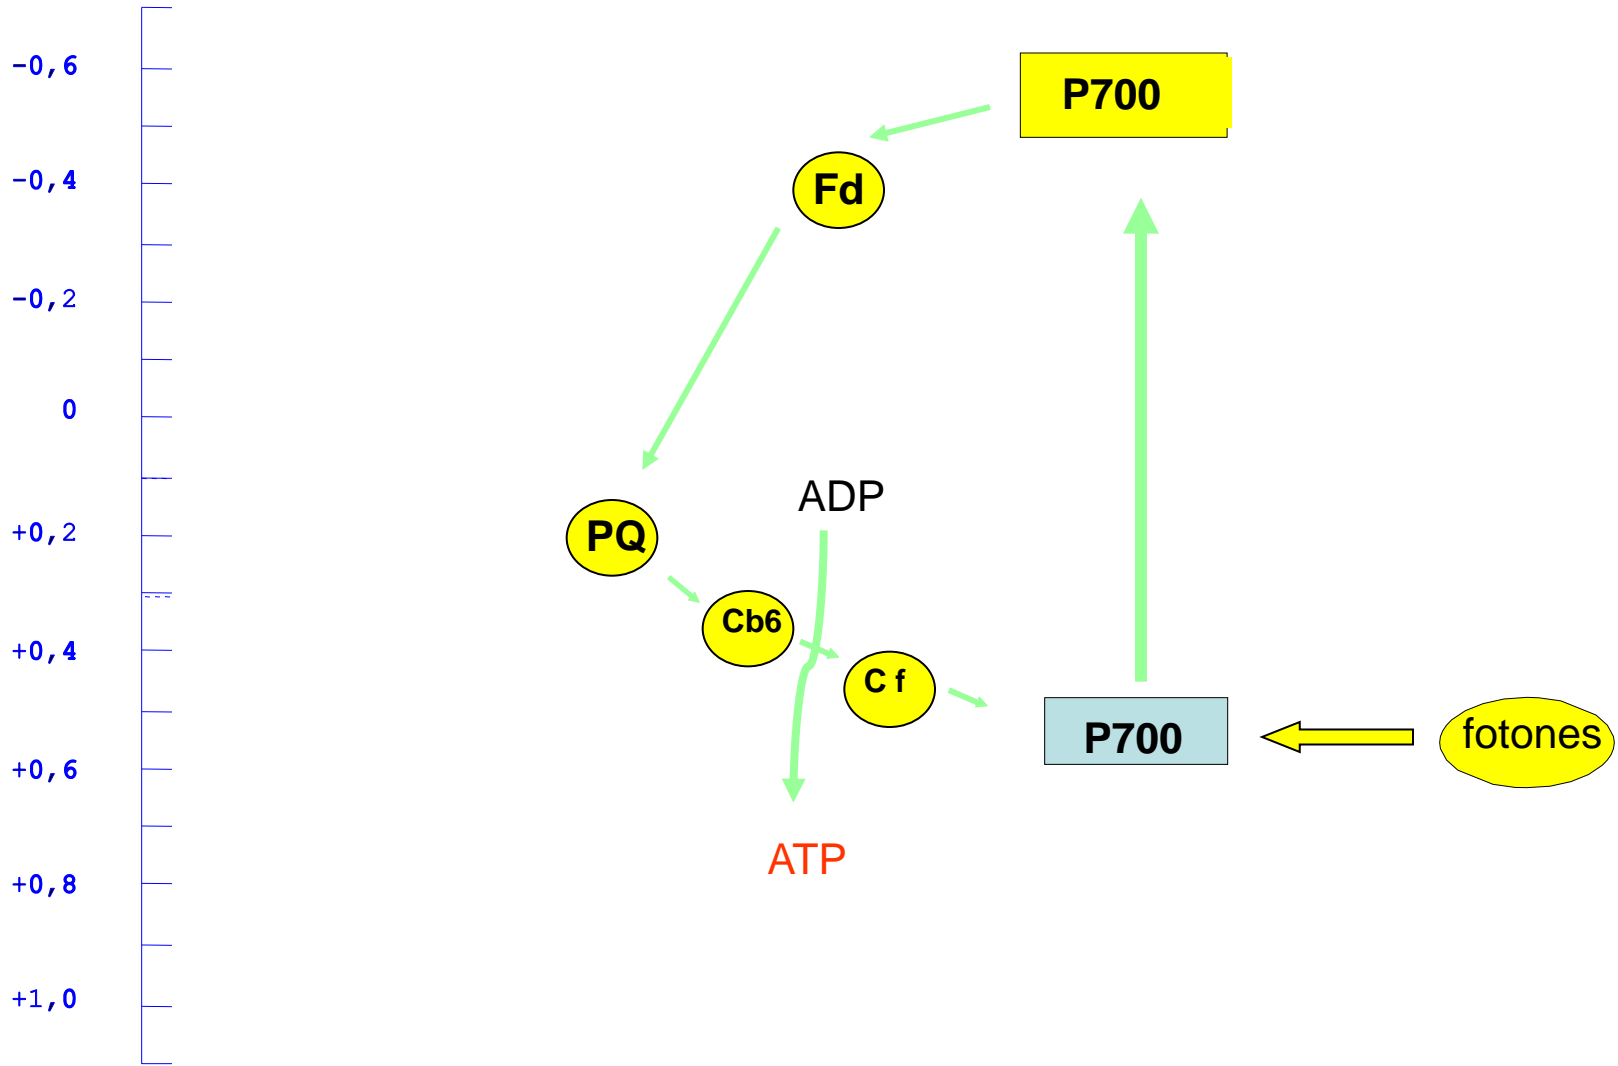 -0,6
-0,4
-0,2
0
+0,2
+0,4
+0,6
+0,8
+1,0
P700
Fd
ADP
PQ
Cb6
C f
P700
fotones
ATP